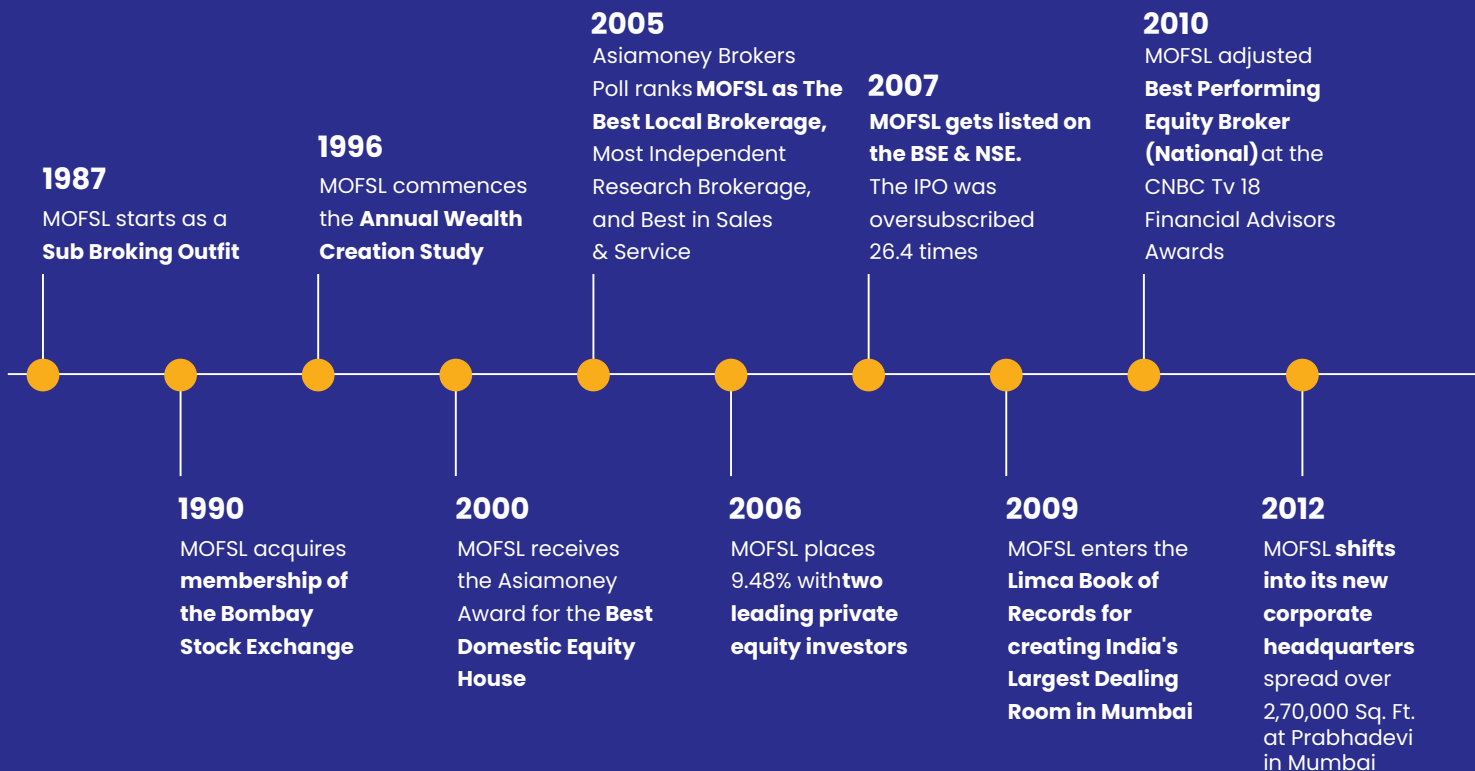 1987
MOFSL starts as a
Sub Broking Outfit
1996
MOFSL commences
the Annual Wealth
Creation Study
2005
Asiamoney Brokers
Poll ranks MOFSL as The
Best Local Brokerage,
Most Independent
Research Brokerage,
and Best in Sales
& Service
2007
MOFSL gets listed on
the BSE & NSE.
The IPO was
oversubscribed
26.4 times
2010
MOFSL adjusted
Best Performing
Equity Broker
(National) at the
CNBC Tv 18
Financial Advisors
Awards
1990
MOFSL acquires
membership of
the Bombay
Stock Exchange
2000
MOFSL receives
the Asiamoney
Award for the Best
Domestic Equity
House
2006
MOFSL places
9.48% withtwo
leading private
equity investors
2009
MOFSL enters the
Limca Book of
Records for
creating India's
Largest Dealing
Room in Mumbai
2012
MOFSL shifts
into its new
corporate
headquarters
spread over
2,70,000 Sq. Ft.
at Prabhadevi
in Mumbai